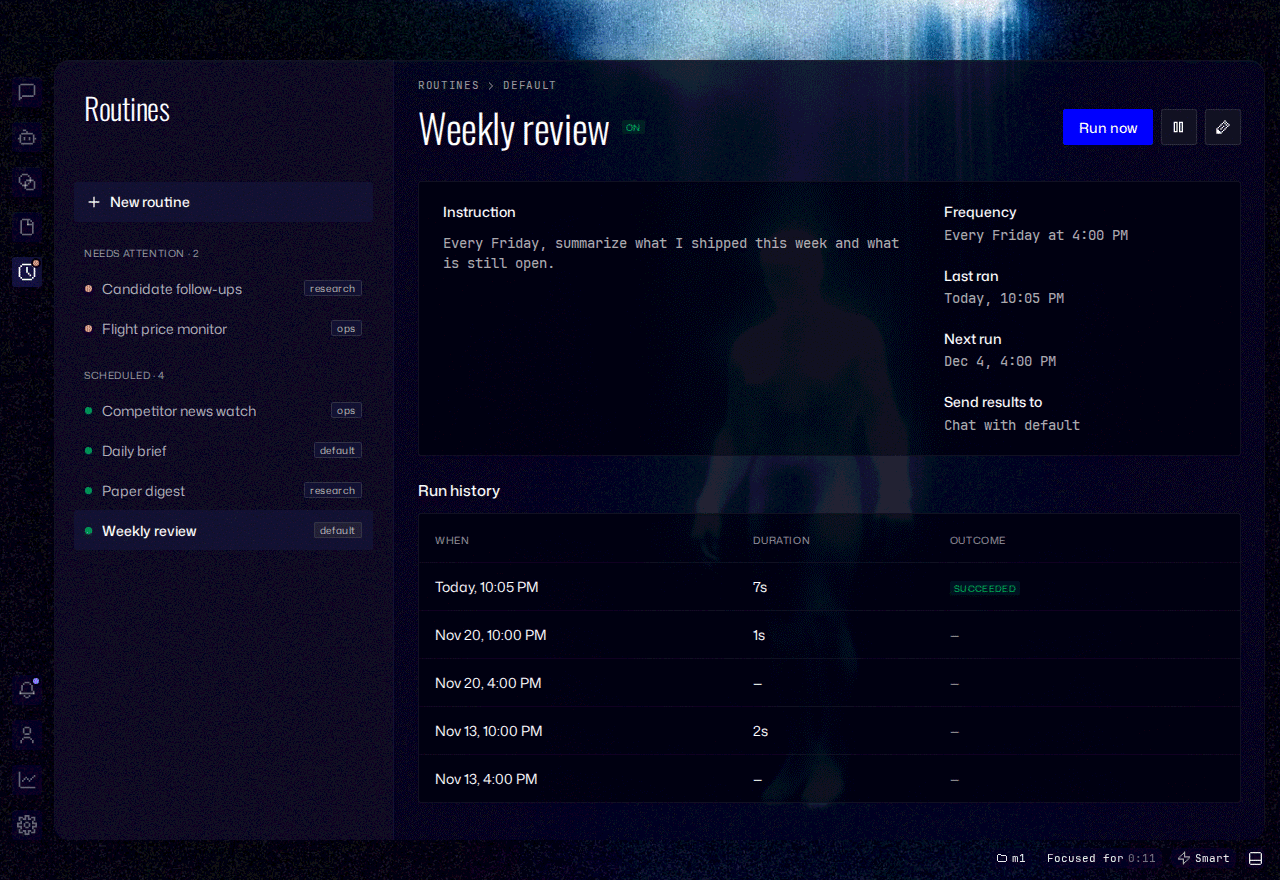 Routines
New routine
NEEDS ATTENTION · 2
Candidate follow-ups research
Flight price monitor ops
SCHEDULED · 4
Competitor news watch ops
Daily brief default
Paper digest research
Weekly review default
ROUTINES > DEFAULT
Weekly review ON
Run now
Instruction
Every Friday, summarize what I shipped this week and what
is still open.
Frequency
Every Friday at 4:00 PM
Last ran
Today, 10:05 PM
Next run
Dec 4, 4:00 PM
Send results to
Chat with default
Run history
WHEN DURATION OUTCOME
Today, 10:05 PM 7s SUCCEEDED
Nov 20, 10:00 PM 1s –
Nov 20, 4:00 PM – –
Nov 13, 10:00 PM 2s –
Nov 13, 4:00 PM – –
m1 Focused for 0:11 Smart